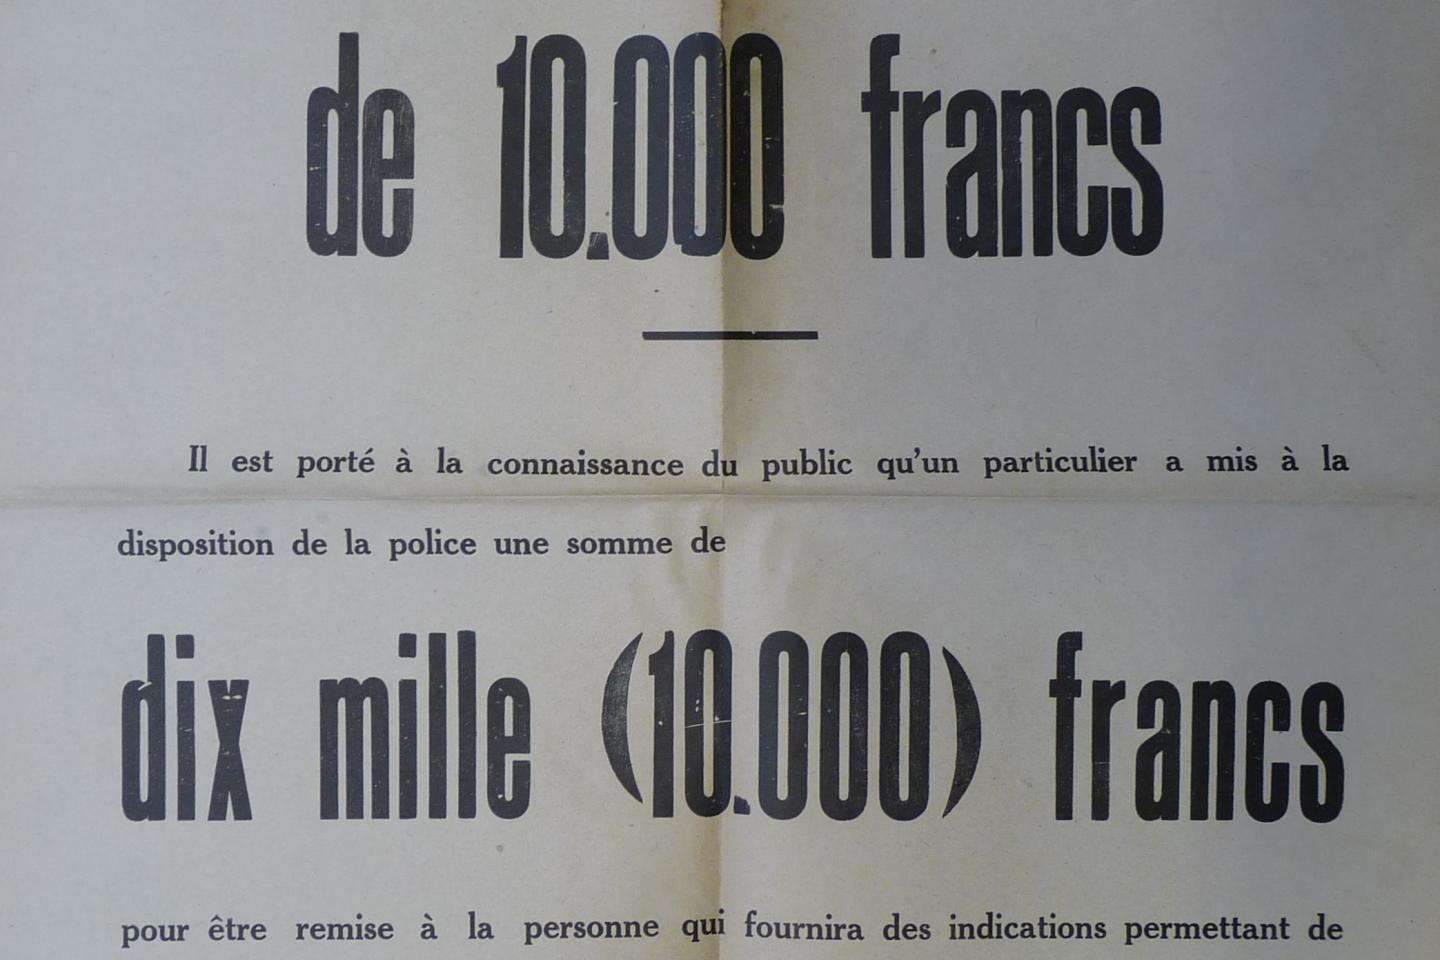 de 10.000 francs
Il est porté à la connaissance du public qu'un particulier a mis à la
disposition de la police une somme de
dix mille (10.000) francs
pour être remise à la personne qui fournira des indications permettant de